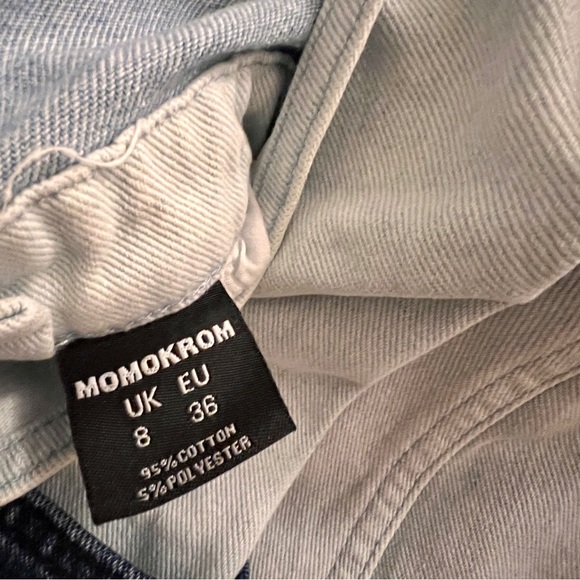 MOMOKROM
UK EU
8 36
95% COTTON
5% POLYESTER